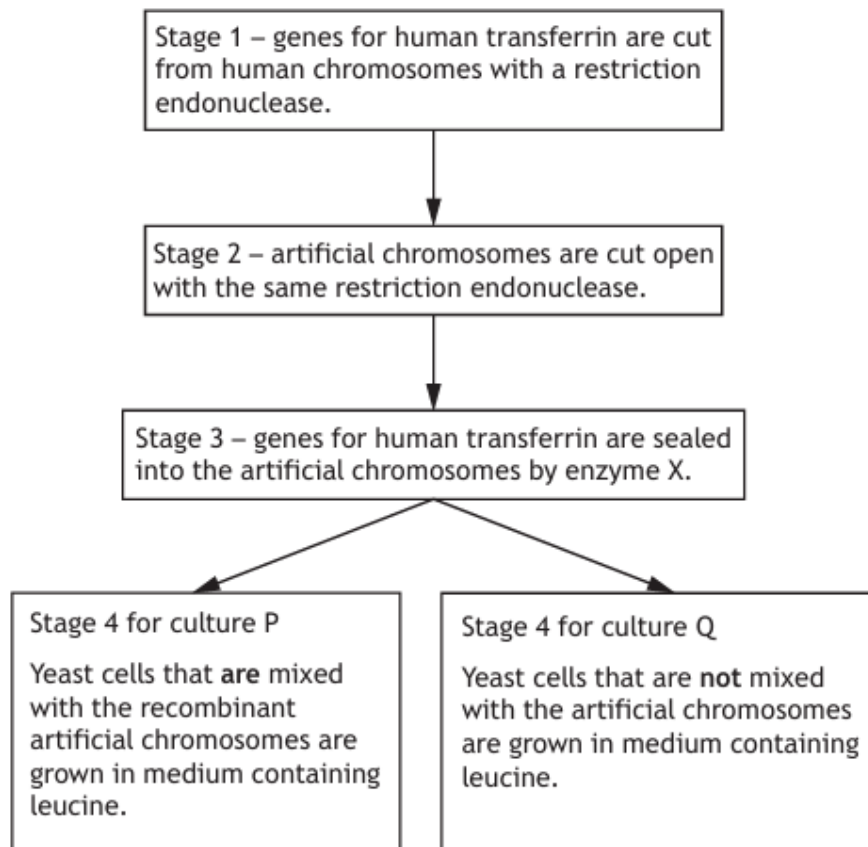 Stage 1 – genes for human transferrin are cut
from human chromosomes with a restriction
endonuclease.
Stage 2 – artificial chromosomes are cut open
with the same restriction endonuclease.
Stage 3 – genes for human transferrin are sealed
into the artificial chromosomes by enzyme X.
Stage 4 for culture P
Yeast cells that are mixed
with the recombinant
artificial chromosomes are
grown in medium containing
leucine.
Stage 4 for culture Q
Yeast cells that are not mixed
with the artificial chromosomes
are grown in medium containing
leucine.